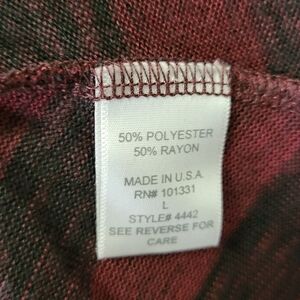 50% POLYESTER
50% RAYON
MADE IN U.S.A.
RN# 101331
L
STYLE# 4442
SEE REVERSE FOR
CARE